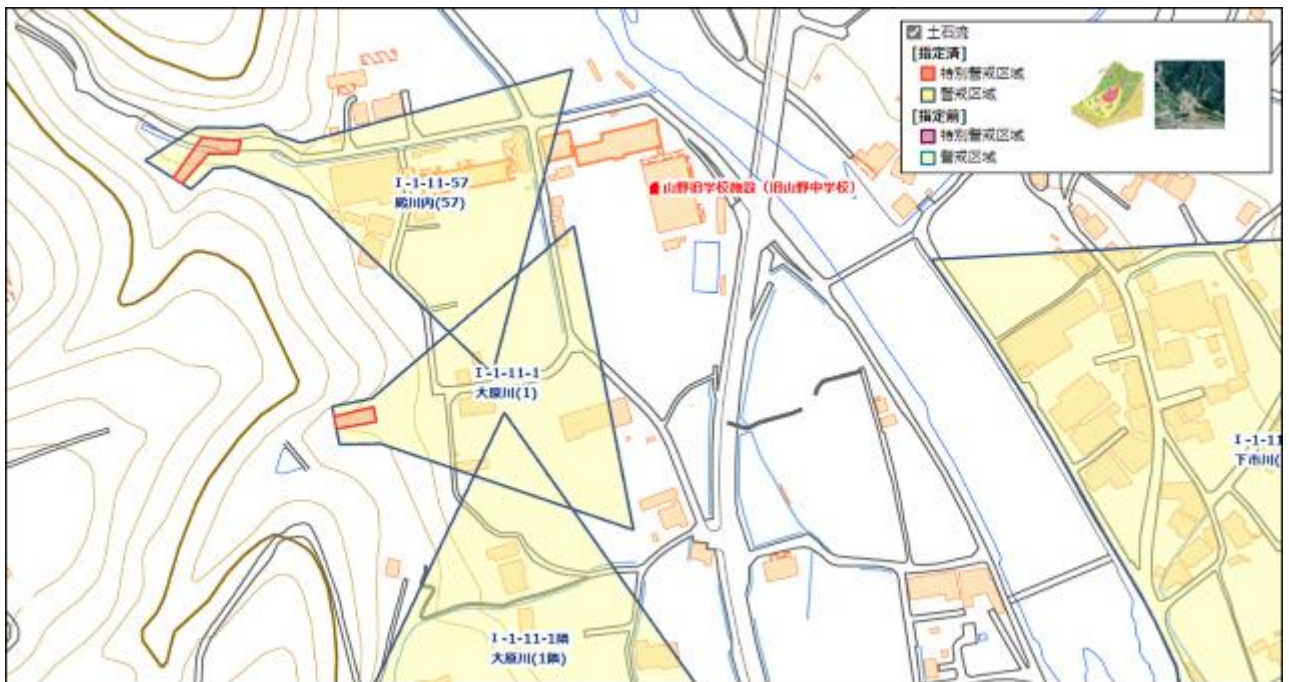 土石流
[指定済]
特別警戒区域
警戒区域
[指定前]
特別警戒区域
警戒区域
Ⅰ-1-11-57
殿川内(57)
山野旧学校施設（旧山野中学校）
Ⅰ-1-11-1
大原川(1)
Ⅰ-1-11
下市川(
Ⅰ-1-11-1隣
大原川(1隣)